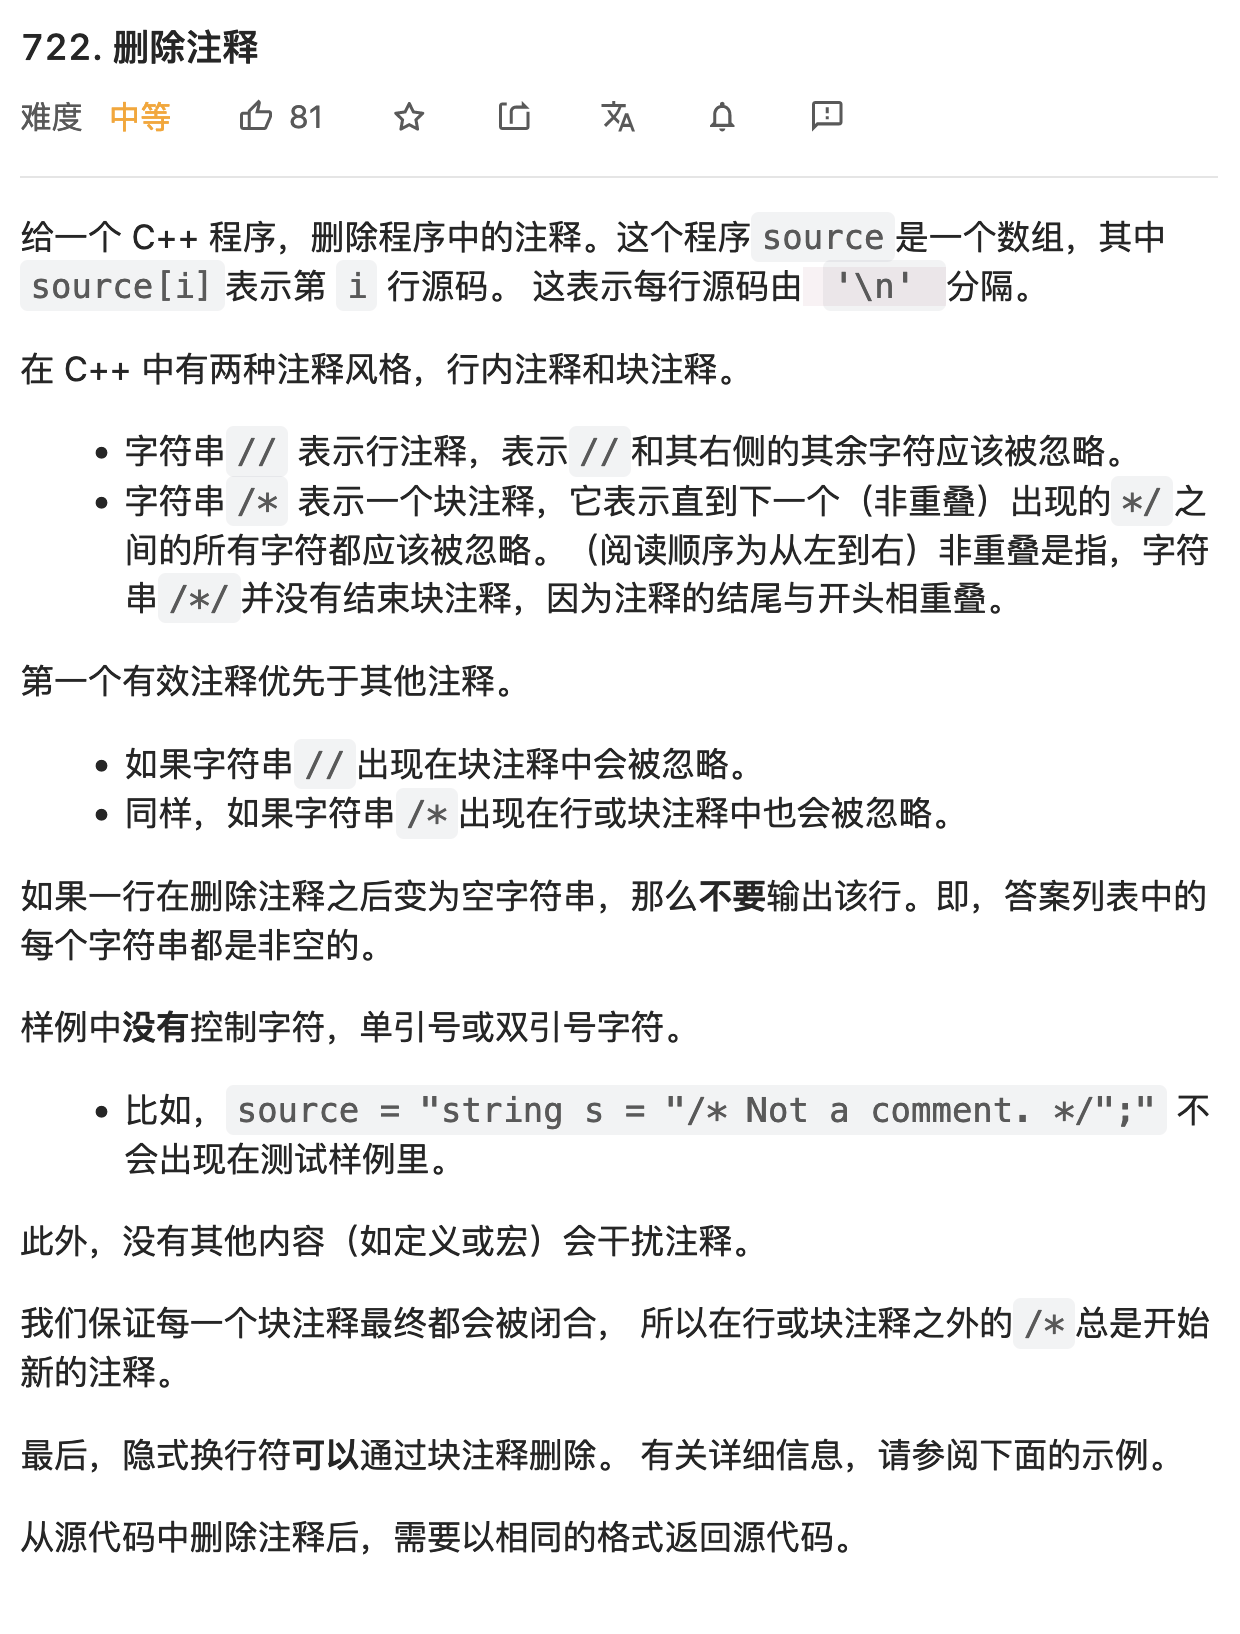 722. 删除注释
难度 中等 81
给一个 C++ 程序，删除程序中的注释。这个程序source是一个数组，其中
source[i]表示第 i 行源码。 这表示每行源码由 '\n' 分隔。
在 C++ 中有两种注释风格，行内注释和块注释。
• 字符串// 表示行注释，表示//和其右侧的其余字符应该被忽略。
• 字符串/* 表示一个块注释，它表示直到下一个（非重叠）出现的*/之
间的所有字符都应该被忽略。（阅读顺序为从左到右）非重叠是指，字符
串/*/并没有结束块注释，因为注释的结尾与开头相重叠。
第一个有效注释优先于其他注释。
• 如果字符串//出现在块注释中会被忽略。
• 同样，如果字符串/*出现在行或块注释中也会被忽略。
如果一行在删除注释之后变为空字符串，那么不要输出该行。即，答案列表中的
每个字符串都是非空的。
样例中没有控制字符，单引号或双引号字符。
• 比如，source = "string s = "/* Not a comment. */";" 不
会出现在测试样例里。
此外，没有其他内容（如定义或宏）会干扰注释。
我们保证每一个块注释最终都会被闭合， 所以在行或块注释之外的/*总是开始
新的注释。
最后，隐式换行符可以通过块注释删除。 有关详细信息，请参阅下面的示例。
从源代码中删除注释后，需要以相同的格式返回源代码。